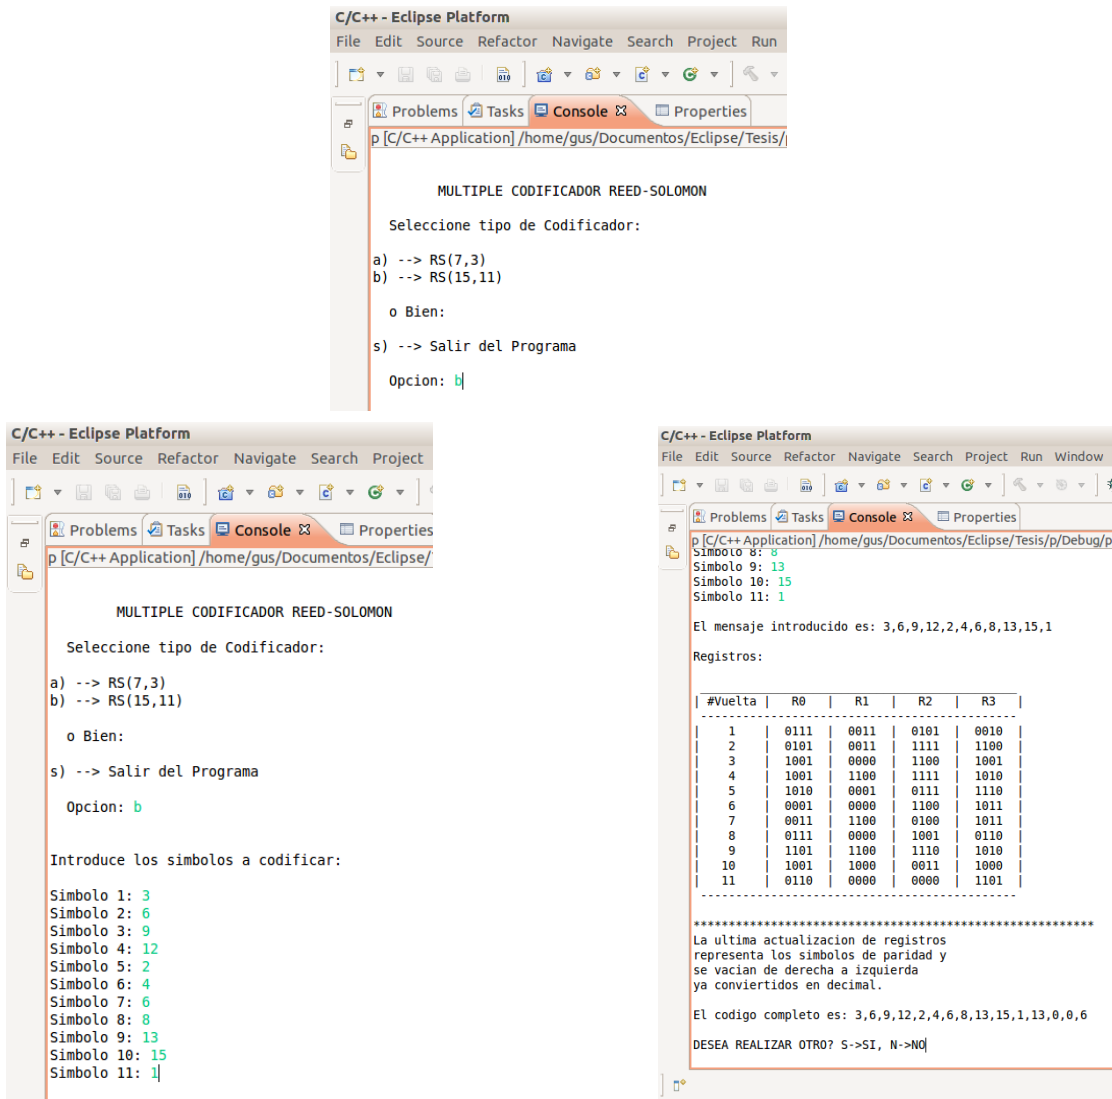 C/C++ - Eclipse Platform
File Edit Source Refactor Navigate Search Project Run
Problems Tasks Console Properties
p [C/C++ Application] /home/gus/Documentos/Eclipse/Tesis/
MULTIPLE CODIFICADOR REED-SOLOMON
Seleccione tipo de Codificador:
a) --> RS(7,3)
b) --> RS(15,11)
o Bien:
s) --> Salir del Programa
Opcion: b
C/C++ - Eclipse Platform
File Edit Source Refactor Navigate Search Project
Problems Tasks Console Properties
p [C/C++ Application] /home/gus/Documentos/Eclipse/
MULTIPLE CODIFICADOR REED-SOLOMON
Seleccione tipo de Codificador:
a) --> RS(7,3)
b) --> RS(15,11)
o Bien:
s) --> Salir del Programa
Opcion: b
Introduce los simbolos a codificar:
Simbolo 1: 3
Simbolo 2: 6
Simbolo 3: 9
Simbolo 4: 12
Simbolo 5: 2
Simbolo 6: 4
Simbolo 7: 6
Simbolo 8: 8
Simbolo 9: 13
Simbolo 10: 15
Simbolo 11: 1
C/C++ - Eclipse Platform
File Edit Source Refactor Navigate Search Project Run Window
Problems Tasks Console Properties
p [C/C++ Application] /home/gus/Documentos/Eclipse/Tesis/p/Debug/p
Simbolo 8: 8
Simbolo 9: 13
Simbolo 10: 15
Simbolo 11: 1
El mensaje introducido es: 3,6,9,12,2,4,6,8,13,15,1
Registros:
| #Vuelta | R0 | R1 | R2 | R3 |
| 1 | 0111 | 0011 | 0101 | 0010 |
| 2 | 0101 | 0011 | 1111 | 1100 |
| 3 | 1001 | 0000 | 1100 | 1001 |
| 4 | 1001 | 1100 | 1111 | 1010 |
| 5 | 1010 | 0001 | 0111 | 1110 |
| 6 | 0001 | 0000 | 1100 | 1011 |
| 7 | 0011 | 1100 | 0100 | 1011 |
| 8 | 0111 | 0000 | 1001 | 0110 |
| 9 | 1101 | 1100 | 1110 | 1010 |
| 10 | 1001 | 1000 | 0011 | 1000 |
| 11 | 0110 | 0000 | 0000 | 1101 |
*********************************************************
La ultima actualizacion de registros
representa los simbolos de paridad y
se vacian de derecha a izquierda
ya conviertidos en decimal.
El codigo completo es: 3,6,9,12,2,4,6,8,13,15,1,13,0,0,6
DESEA REALIZAR OTRO? S->SI, N->NO